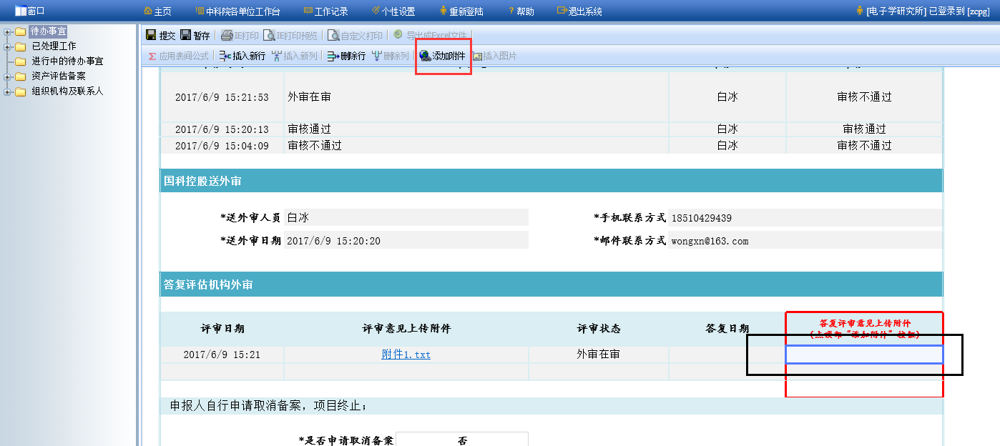 窗口 主页 中科院各单位工作台 工作记录 个性设置 重新登陆 ? 帮助 退出系统 [电子学研究所] 已登录到 [zcpg]
待办事宜
已处理工作
进行中的待办事宜
资产评估备案
组织机构及联系人
提交 暂存 IE打印 IE打印预览 自定义打印 导出成Excel文件
Σ 应用表间公式 插入新行 插入新列 删除行 删除列 添加附件 插入图片
2017/6/9 15:21:53 外审在审 白冰 审核不通过
2017/6/9 15:20:13 审核通过 白冰 审核通过
2017/6/9 15:04:09 审核不通过 白冰 审核不通过
国科控股送外审
*送外审人员 白冰 *手机联系方式 18510429439
*送外审日期 2017/6/9 15:20:20 *邮件联系方式 wongxn@163.com
答复评估机构外审
评审日期 评审意见上传附件 评审状态 答复日期 答复评审意见上传附件
(点顶部“添加附件”按钮)
2017/6/9 15:21 附件1.txt 外审在审
申报人自行申请取消备案，项目终止；
*是否申请取消备案 否